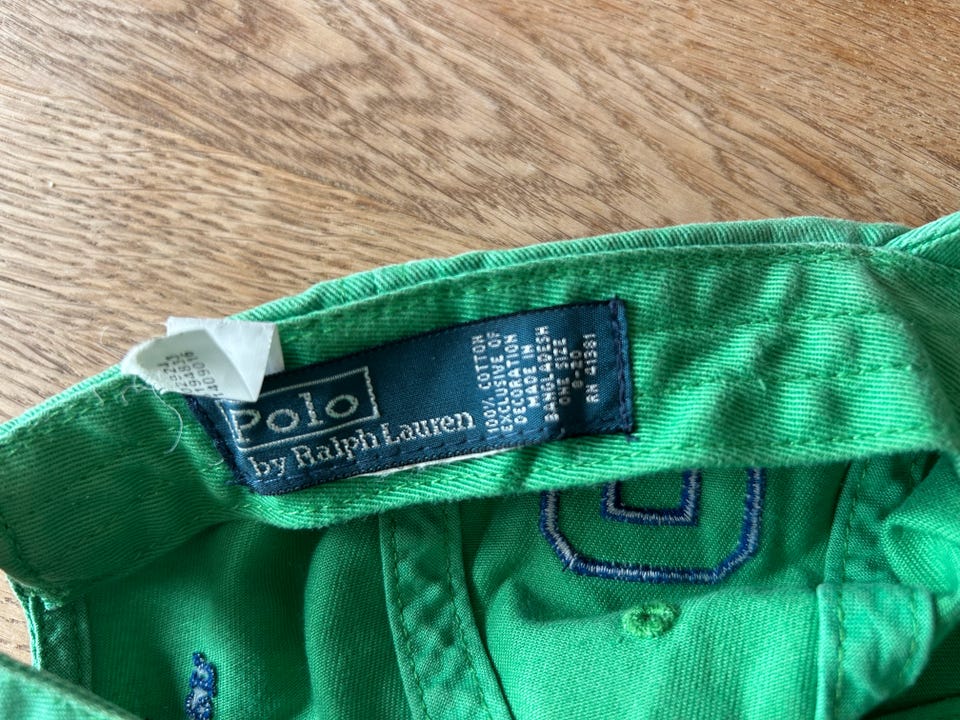 Polo
by Ralph Lauren
100% COTTON
EXCLUSIVE OF
DECORATION
MADE IN
BANGLADESH
ONE SIZE
8-20
RN 41381